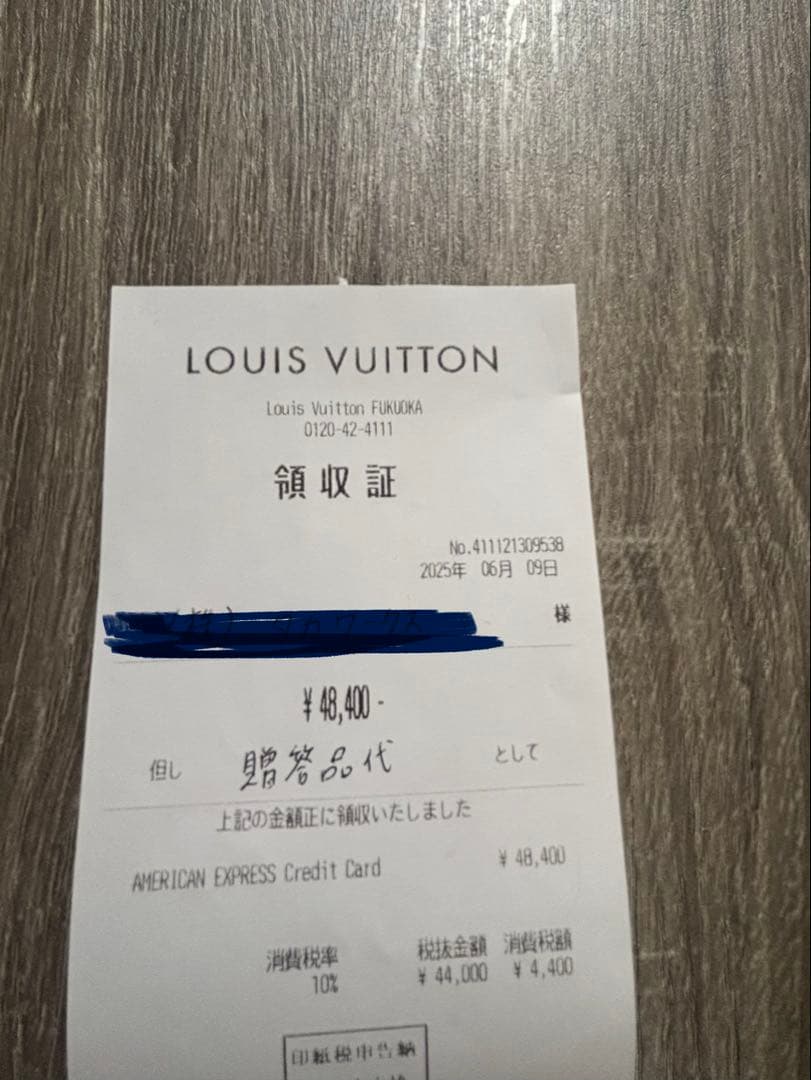 LOUIS VUITTON
Louis Vuitton FUKUOKA
0120-42-4111
領収証
No.411121309538
2025年 06月 09日
様
¥48,400-
但し 贈答品代 として
上記の金額正に領収いたしました
AMERICAN EXPRESS Credit Card ¥48,400
消費税率 税抜金額 消費税額
10% ¥44,000 ¥4,400
印紙税申告納